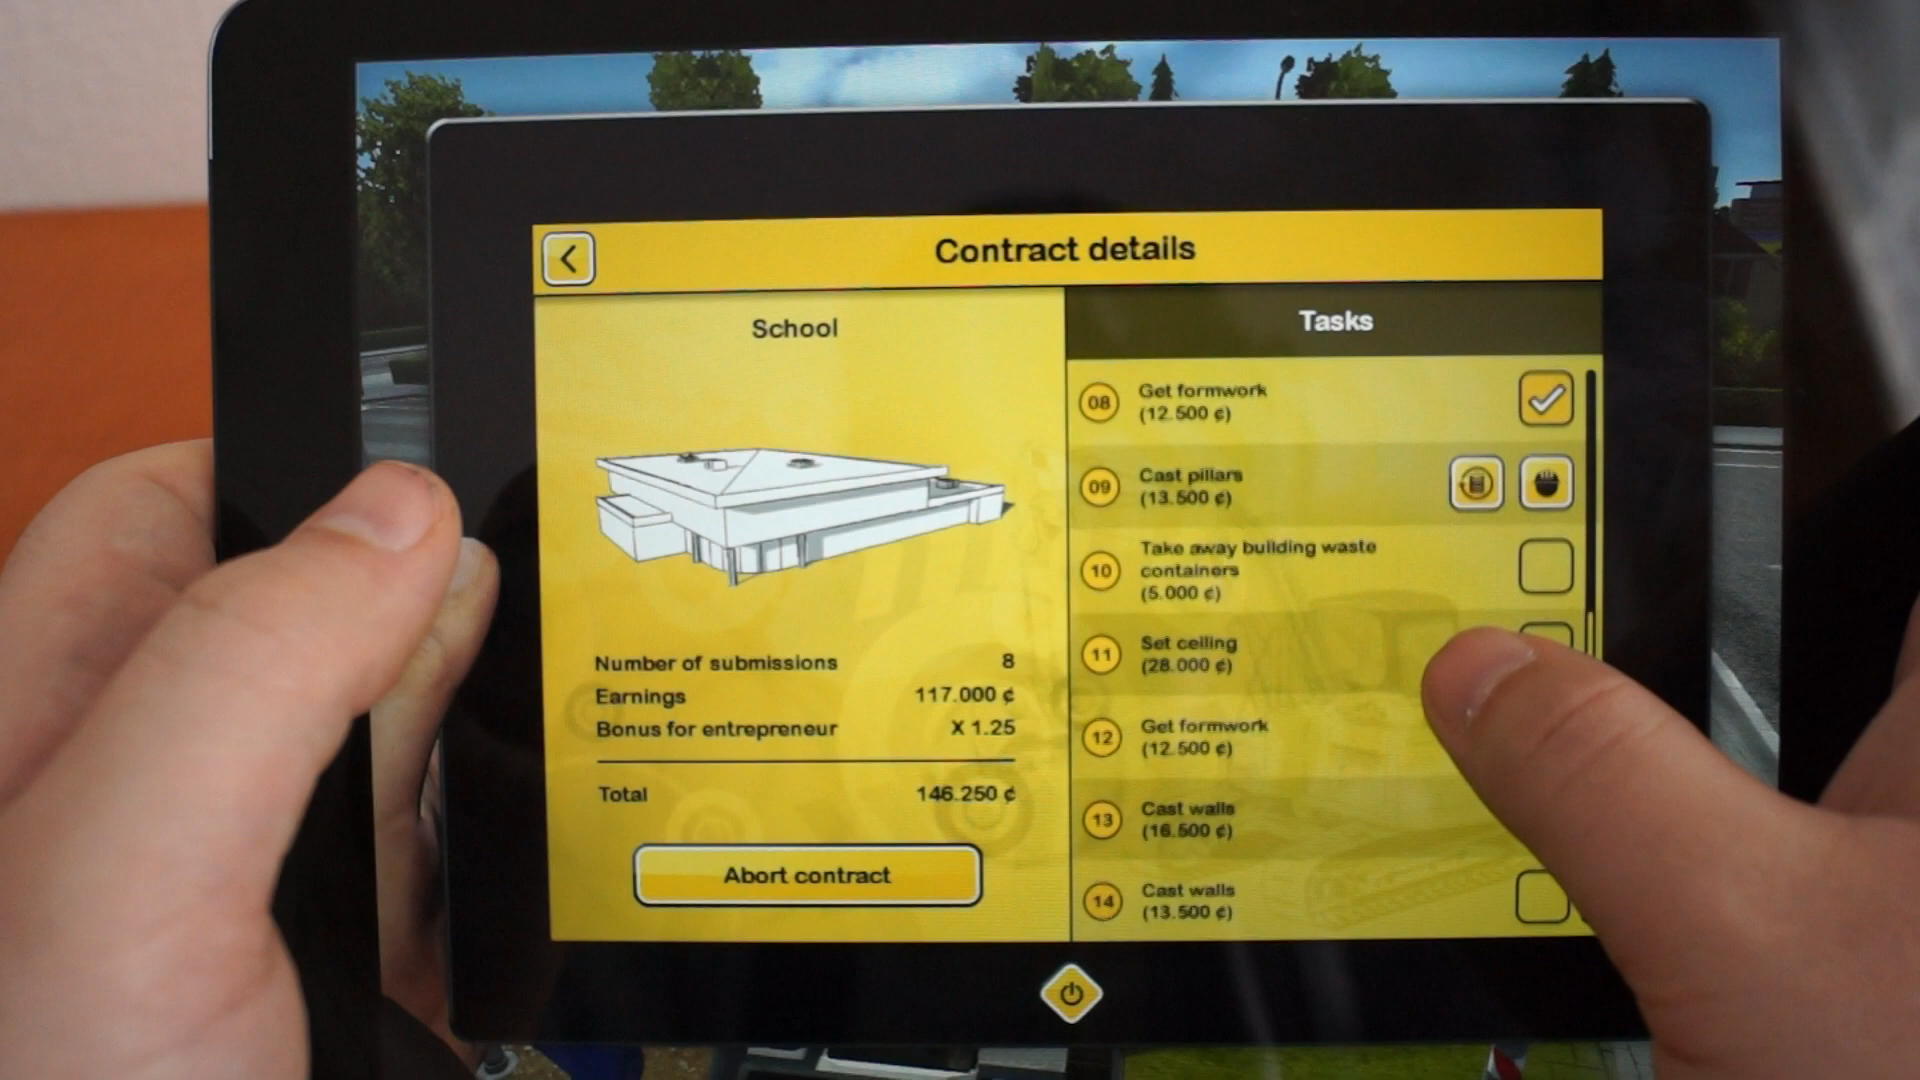 Contract details
School
Number of submissions 8
Earnings 117.000 ¢
Bonus for entrepreneur X 1.25
Total 146.250 ¢
Abort contract
Tasks
08 Get formwork
(12.500 ¢)
09 Cast pillars
(13.500 ¢)
10 Take away building waste
containers
(5.000 ¢)
11 Set ceiling
(28.000 ¢)
12 Get formwork
(12.500 ¢)
13 Cast walls
(16.500 ¢)
14 Cast walls
(13.500 ¢)